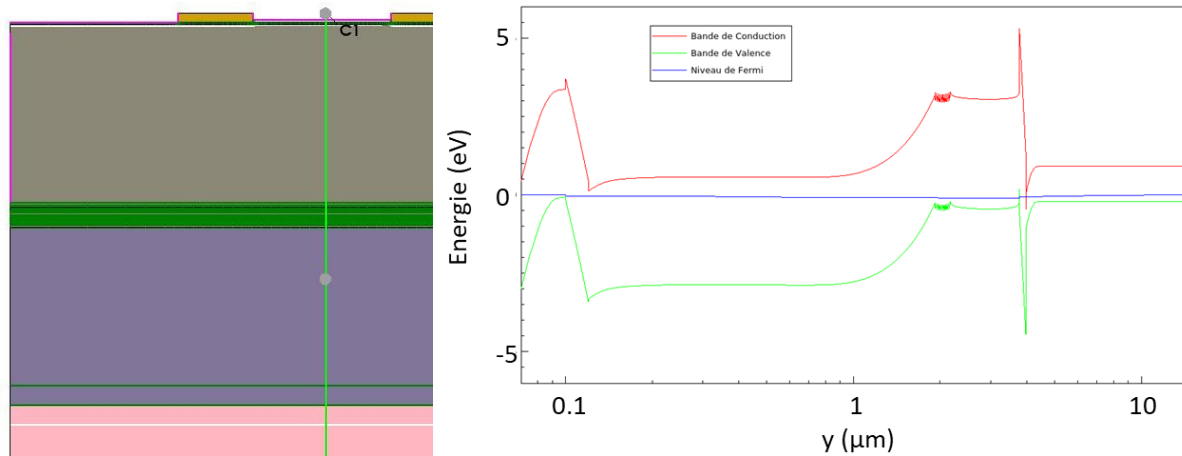 C1
Bande de Conduction
Bande de Valence
Niveau de Fermi
Energie (eV)
5
0
-5
0.1 1 10
y (μm)